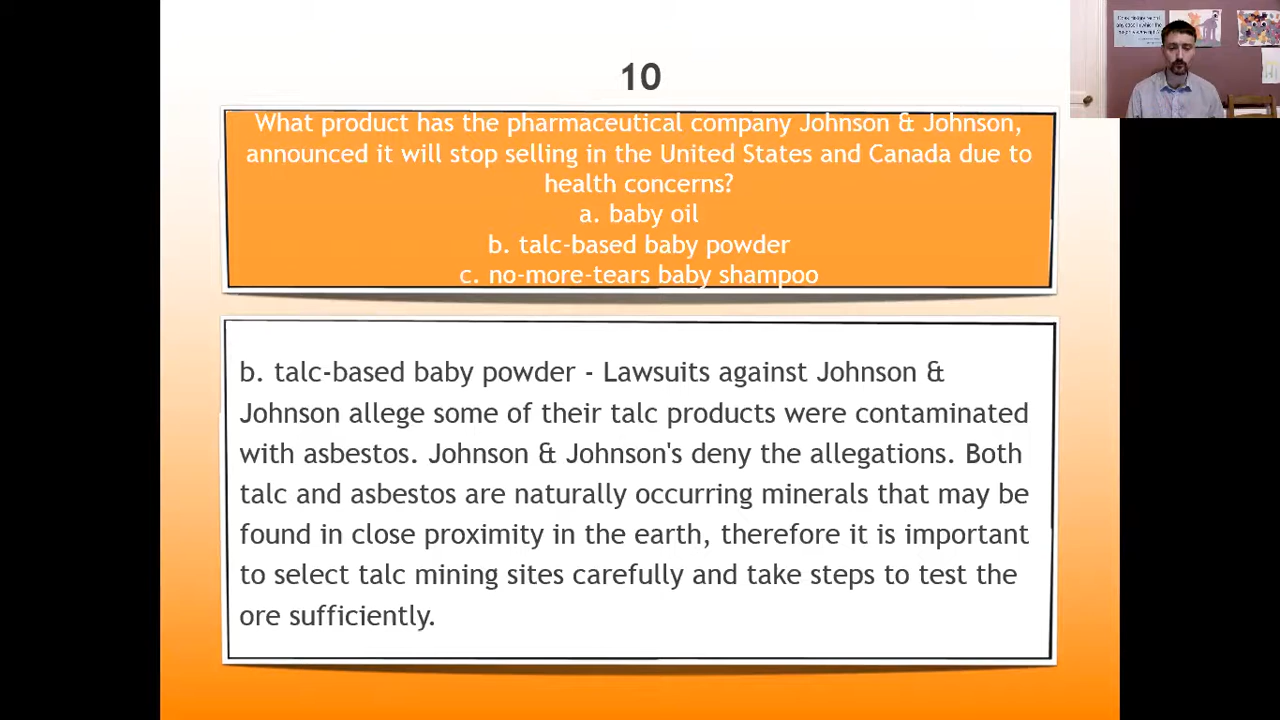 10
What product has the pharmaceutical company Johnson & Johnson,
announced it will stop selling in the United States and Canada due to
health concerns?
a. baby oil
b. talc-based baby powder
c. no-more-tears baby shampoo
b. talc-based baby powder - Lawsuits against Johnson &
Johnson allege some of their talc products were contaminated
with asbestos. Johnson & Johnson's deny the allegations. Both
talc and asbestos are naturally occurring minerals that may be
found in close proximity in the earth, therefore it is important
to select talc mining sites carefully and take steps to test the
ore sufficiently.